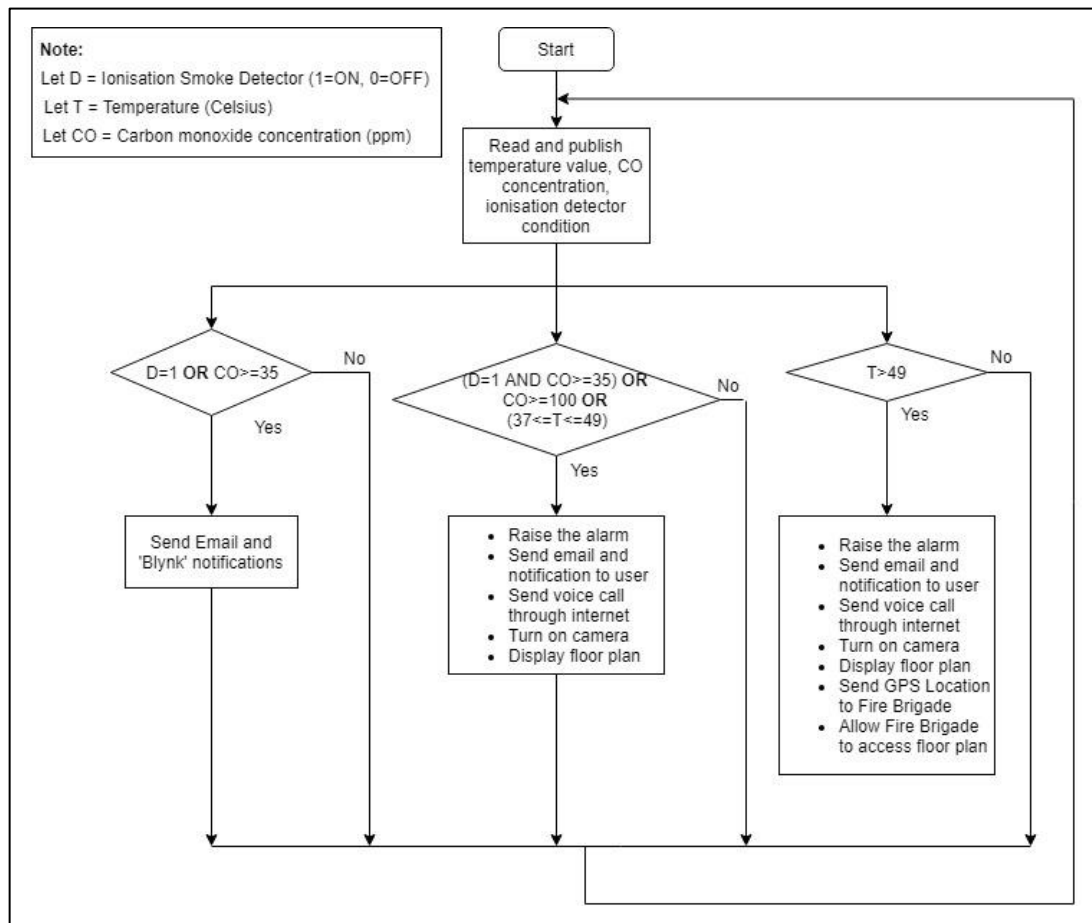 Note:
Let D = Ionisation Smoke Detector (1=ON, 0=OFF)
Let T = Temperature (Celsius)
Let CO = Carbon monoxide concentration (ppm)
Start
Read and publish
temperature value, CO
concentration,
ionisation detector
condition
D=1 OR CO>=35
No
Yes
Send Email and
'Blynk' notifications
(D=1 AND CO>=35) OR
CO>=100 OR
(37<=T<=49)
No
Yes
• Raise the alarm
• Send email and
notification to user
• Send voice call
through internet
• Turn on camera
• Display floor plan
T>49
No
Yes
• Raise the alarm
• Send email and
notification to user
• Send voice call
through internet
• Turn on camera
• Display floor plan
• Send GPS Location
to Fire Brigade
• Allow Fire Brigade
to access floor plan